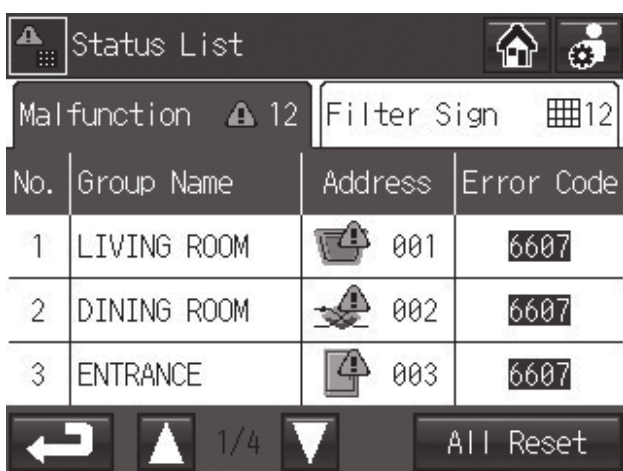 Status List
Malfunction 12 Filter Sign 12
No. Group Name Address Error Code
1 LIVING ROOM 001 6607
2 DINING ROOM 002 6607
3 ENTRANCE 003 6607
1/4 All Reset